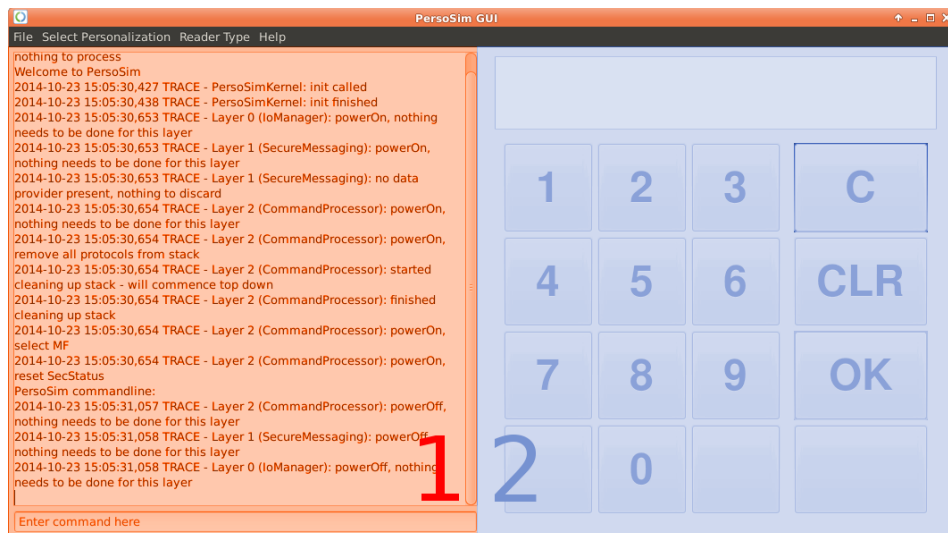 PersoSim GUI
File Select Personalization Reader Type Help
nothing to process
Welcome to PersoSim
2014-10-23 15:05:30,427 TRACE - PersoSimKernel: init called
2014-10-23 15:05:30,438 TRACE - PersoSimKernel: init finished
2014-10-23 15:05:30,653 TRACE - Layer 0 (IoManager): powerOn, nothing
needs to be done for this layer
2014-10-23 15:05:30,653 TRACE - Layer 1 (SecureMessaging): powerOn,
nothing needs to be done for this layer
2014-10-23 15:05:30,653 TRACE - Layer 1 (SecureMessaging): no data
provider present, nothing to discard
2014-10-23 15:05:30,654 TRACE - Layer 2 (CommandProcessor): powerOn,
nothing needs to be done for this layer
2014-10-23 15:05:30,654 TRACE - Layer 2 (CommandProcessor): powerOn,
remove all protocols from stack
2014-10-23 15:05:30,654 TRACE - Layer 2 (CommandProcessor): started
cleaning up stack - will commence top down
2014-10-23 15:05:30,654 TRACE - Layer 2 (CommandProcessor): finished
cleaning up stack
2014-10-23 15:05:30,654 TRACE - Layer 2 (CommandProcessor): powerOn,
select MF
2014-10-23 15:05:30,654 TRACE - Layer 2 (CommandProcessor): powerOn,
reset SecStatus
PersoSim commandline:
2014-10-23 15:05:31,057 TRACE - Layer 2 (CommandProcessor): powerOff,
nothing needs to be done for this layer
2014-10-23 15:05:31,058 TRACE - Layer 1 (SecureMessaging): powerOff,
nothing needs to be done for this layer
2014-10-23 15:05:31,058 TRACE - Layer 0 (IoManager): powerOff, nothing
needs to be done for this layer
Enter command here
1
1 2 3 C
4 5 6 CLR
7 8 9 OK
0
2